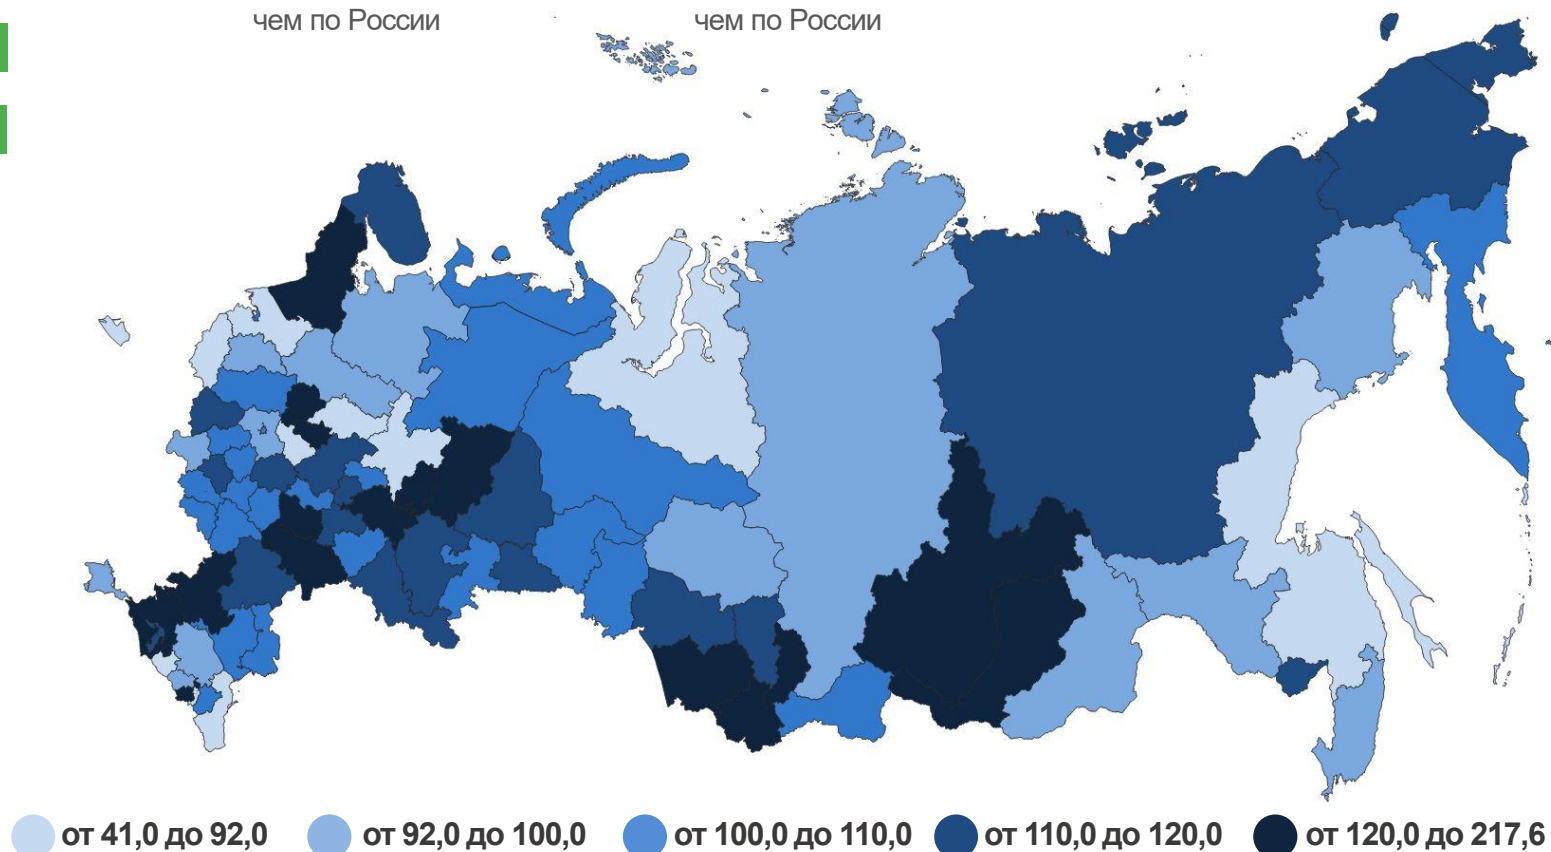 чем по России
чем по России
от 41,0 до 92,0
от 92,0 до 100,0
от 100,0 до 110,0
от 110,0 до 120,0
от 120,0 до 217,6